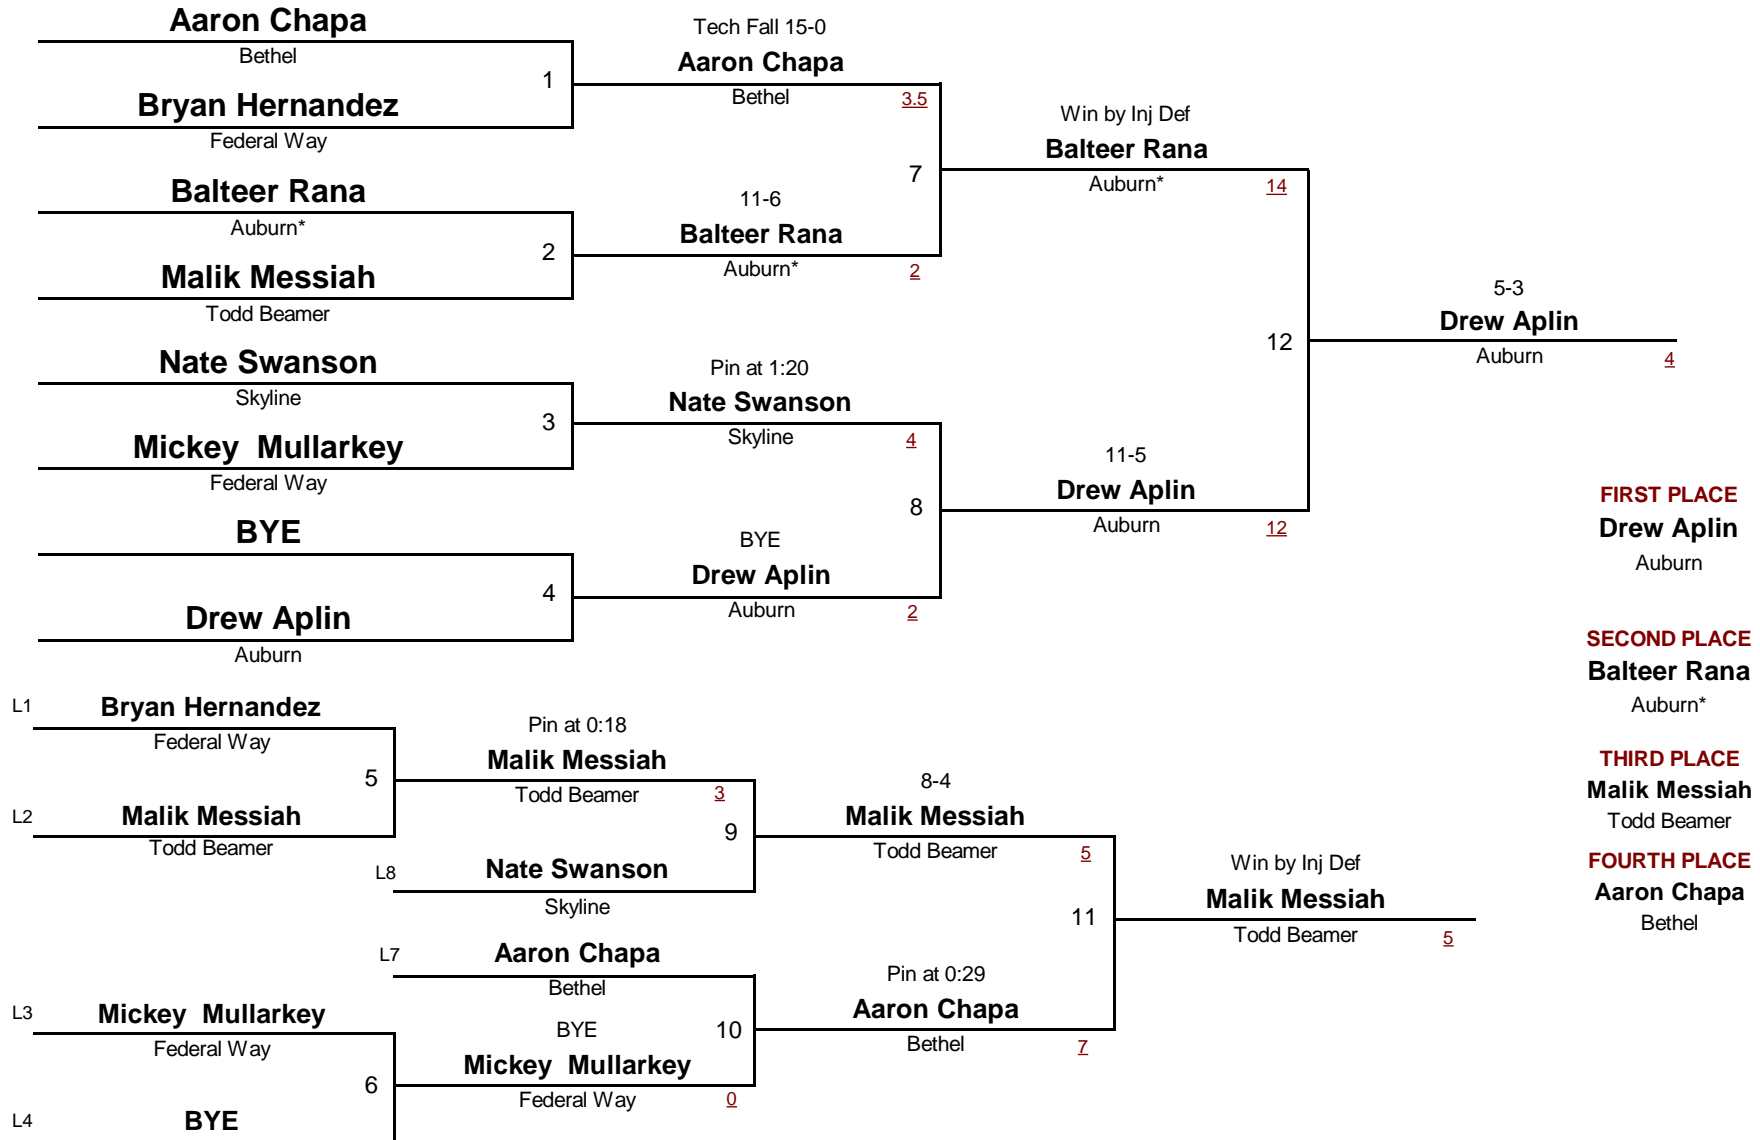 Aaron Chapa
Bethel
1
Bryan Hernandez
Federal Way
Tech Fall 15-0
Aaron Chapa
Bethel
3.5
Balteer Rana
Auburn*
2
Malik Messiah
Todd Beamer
11-6
Balteer Rana
Auburn*
2
7
Win by Inj Def
Balteer Rana
Auburn*
14
Nate Swanson
Skyline
3
Mickey  Mullarkey
Federal Way
Pin at 1:20
Nate Swanson
Skyline
4
BYE
4
Drew Aplin
Auburn
BYE
Drew Aplin
Auburn
2
8
11-5
Drew Aplin
Auburn
12
12
5-3
Drew Aplin
Auburn
4
FIRST PLACE
Drew Aplin
Auburn
SECOND PLACE
Balteer Rana
Auburn*
THIRD PLACE
Malik Messiah
Todd Beamer
FOURTH PLACE
Aaron Chapa
Bethel
L1
Bryan Hernandez
Federal Way
5
L2
Malik Messiah
Todd Beamer
Pin at 0:18
Malik Messiah
Todd Beamer
3
9
L8
Nate Swanson
Skyline
8-4
Malik Messiah
Todd Beamer
5
L7
Aaron Chapa
Bethel
L3
Mickey  Mullarkey
Federal Way
6
L4
BYE
BYE
Mickey  Mullarkey
Federal Way
0
10
Pin at 0:29
Aaron Chapa
Bethel
7
11
Win by Inj Def
Malik Messiah
Todd Beamer
5